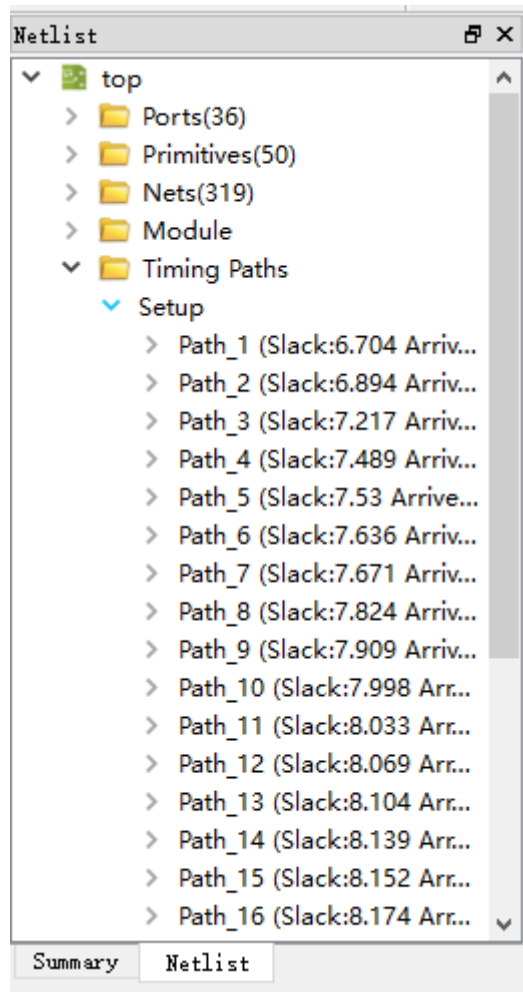 Netlist
top
Ports(36)
Primitives(50)
Nets(319)
Module
Timing Paths
Setup
Path_1 (Slack:6.704 Arriv...
Path_2 (Slack:6.894 Arriv...
Path_3 (Slack:7.217 Arriv...
Path_4 (Slack:7.489 Arriv...
Path_5 (Slack:7.53 Arrive...
Path_6 (Slack:7.636 Arriv...
Path_7 (Slack:7.671 Arriv...
Path_8 (Slack:7.824 Arriv...
Path_9 (Slack:7.909 Arriv...
Path_10 (Slack:7.998 Arr...
Path_11 (Slack:8.033 Arr...
Path_12 (Slack:8.069 Arr...
Path_13 (Slack:8.104 Arr...
Path_14 (Slack:8.139 Arr...
Path_15 (Slack:8.152 Arr...
Path_16 (Slack:8.174 Arr...
Summary Netlist